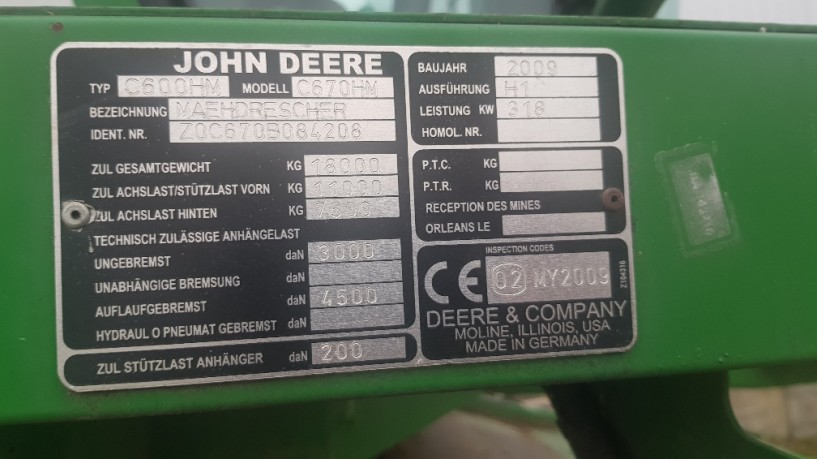 JOHN DEERE
TYP C600HM MODELL C670HM
BEZEICHNUNG MAEHDRESCHER
IDENT. NR. Z0C670B084208
ZUL GESAMTGEWICHT KG 18000
ZUL ACHSLAST/STÜTZLAST VORN KG 11000
ZUL ACHSLAST HINTEN KG
TECHNISCH ZULÄSSIGE ANHÄNGELAST
UNGEBREMST daN 3000
UNABHÄNGIGE BREMSUNG daN
AUFLAUFGEBREMST daN 4500
HYDRAUL O PNEUMAT GEBREMST daN
ZUL STÜTZLAST ANHÄNGER daN 200
BAUJAHR 2009
AUSFÜHRUNG H1
LEISTUNG KW 318
HOMOL. NR.
P.T.C. KG
P.T.R. KG
RECEPTION DES MINES
ORLEANS LE
INSPECTION CODES
CE 02 MY2009
Z104316
DEERE & COMPANY
MOLINE, ILLINOIS, USA
MADE IN GERMANY